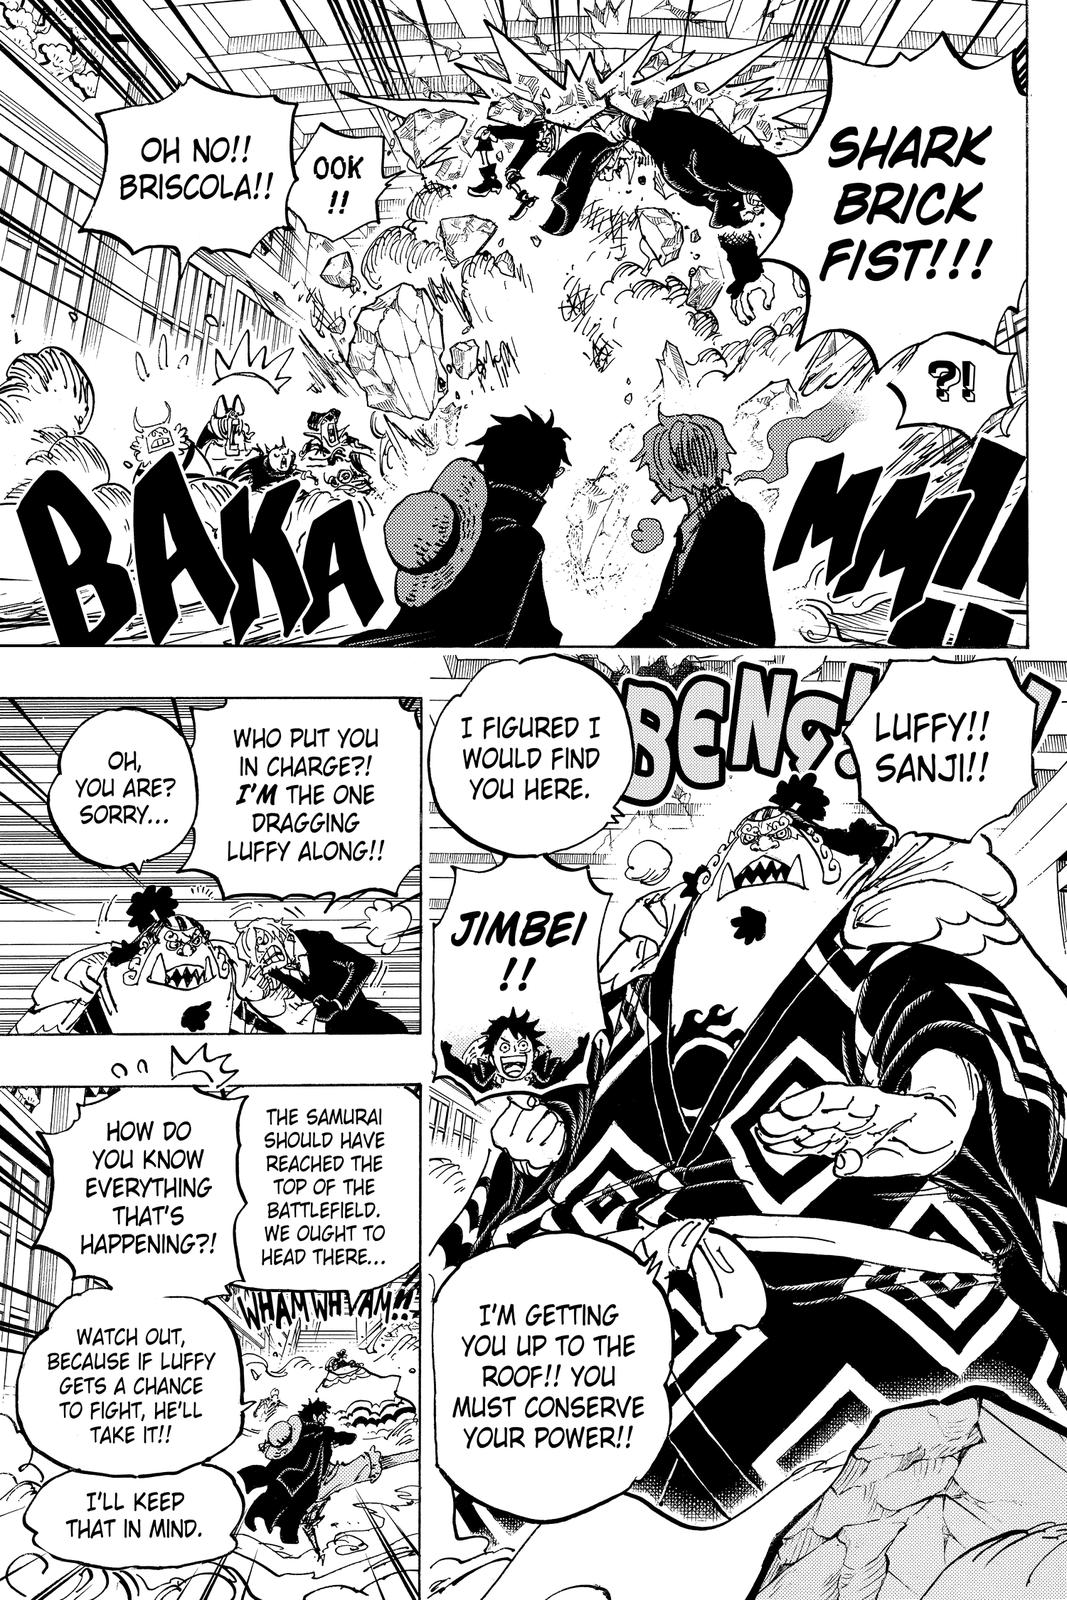 SHARK
BRICK
FIST!!!
?!
OOK
!!
OH NO!!
BRISCOLA!!
BAKA
MM!!
LUFFY!!
SANJI!!
BENG!
I FIGURED I
WOULD FIND
YOU HERE.
JIMBEI
!!
I'M GETTING
YOU UP TO THE
ROOF!! YOU
MUST CONSERVE
YOUR POWER!!
WHO PUT YOU
IN CHARGE?!
I'M THE ONE
DRAGGING
LUFFY ALONG!!
OH,
YOU ARE?
SORRY...
THE SAMURAI
SHOULD HAVE
REACHED THE
TOP OF THE
BATTLEFIELD.
WE OUGHT TO
HEAD THERE...
HOW DO
YOU KNOW
EVERYTHING
THAT'S
HAPPENING?!
WHAM WHAM!!
WATCH OUT,
BECAUSE IF LUFFY
GETS A CHANCE
TO FIGHT, HE'LL
TAKE IT!!
I'LL KEEP
THAT IN MIND.